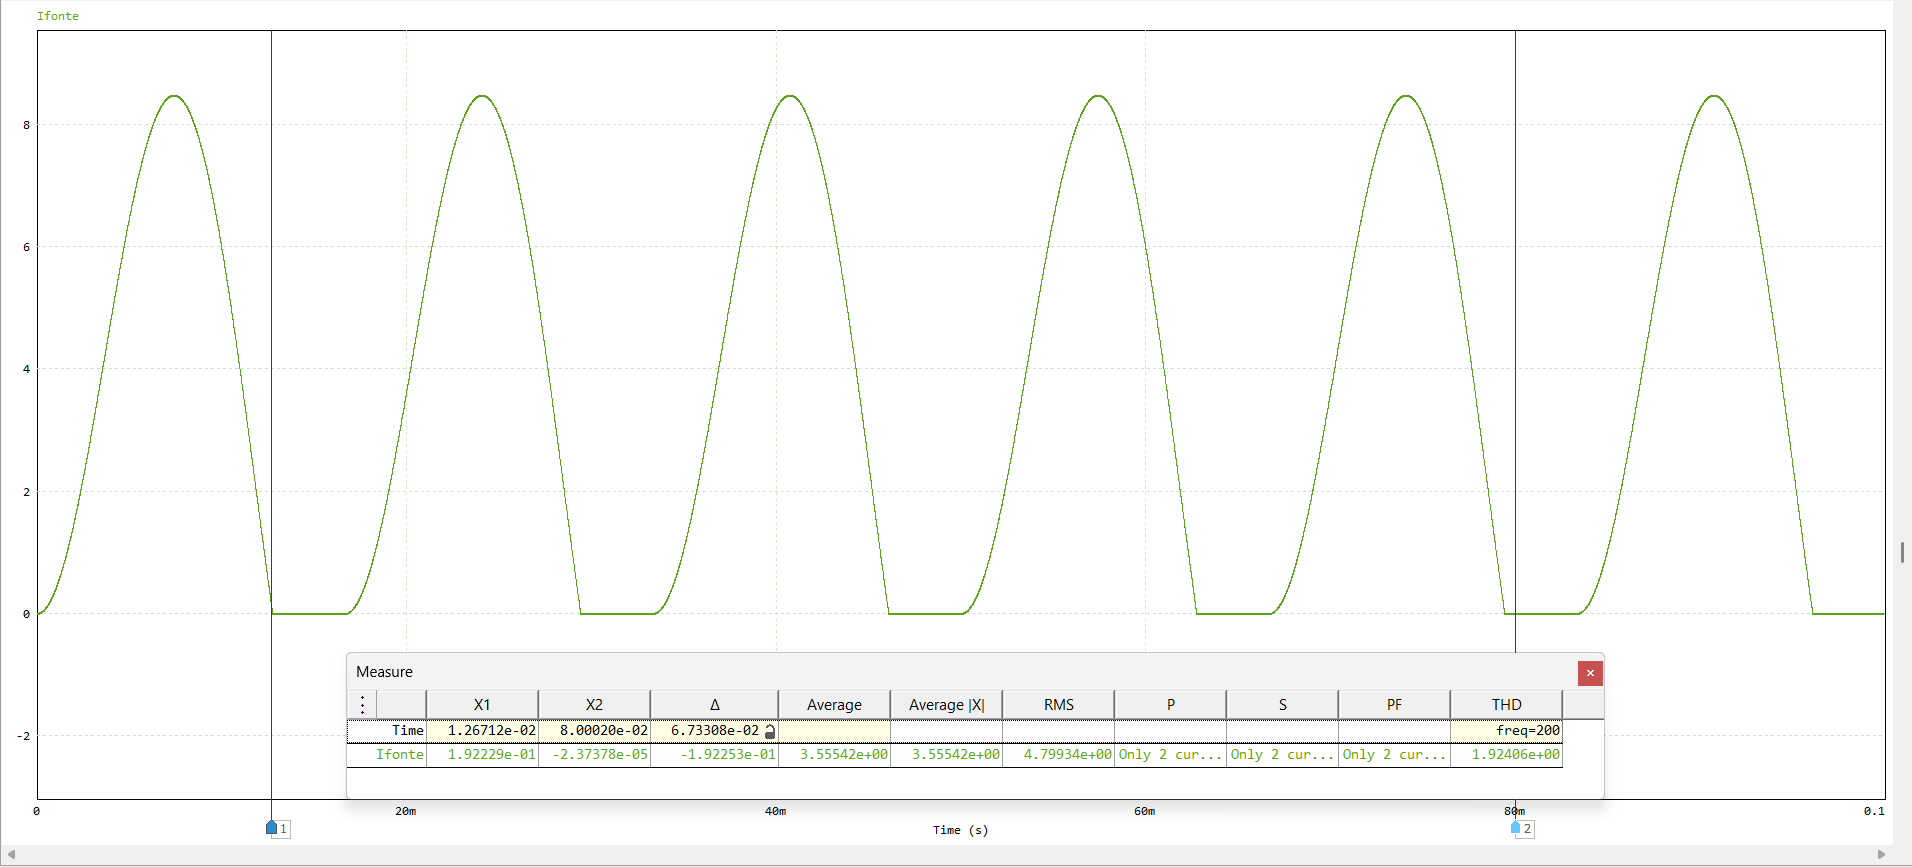 Ifonte
8
6
4
2
0
-2
Measure
X1 X2 Δ Average Average |X| RMS P S PF THD
Time 1.26712e-02 8.00020e-02 6.73308e-02 freq=200
Ifonte 1.92229e-01 -2.37378e-05 -1.92253e-01 3.55542e+00 3.55542e+00 4.79934e+00 Only 2 cur... Only 2 cur... Only 2 cur... 1.92406e+00
0 20m 40m 60m 80m 0.1
1 2
Time (s)